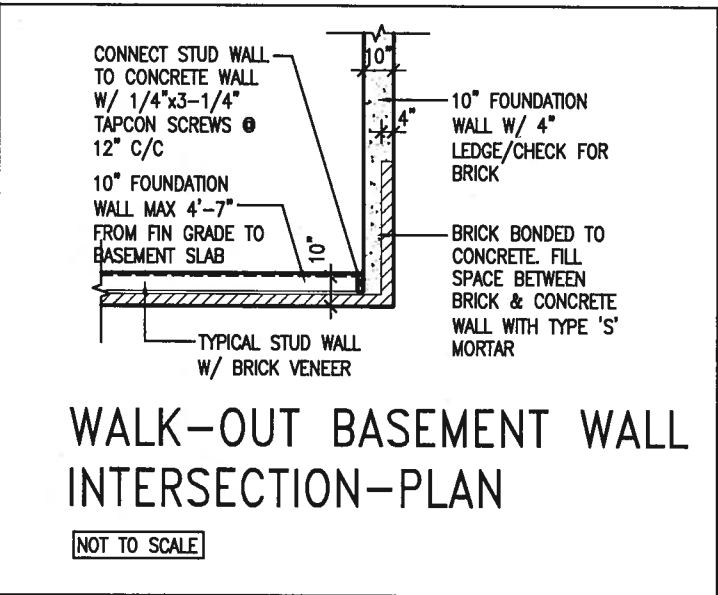 CONNECT STUD WALL
TO CONCRETE WALL
W/ 1/4"x3-1/4"
TAPCON SCREWS @
12" C/C
10" FOUNDATION
WALL MAX 4'-7"
FROM FIN GRADE TO
BASEMENT SLAB
10"
10"
4"
10" FOUNDATION
WALL W/ 4"
LEDGE/CHECK FOR
BRICK
BRICK BONDED TO
CONCRETE. FILL
SPACE BETWEEN
BRICK & CONCRETE
WALL WITH TYPE 'S'
MORTAR
TYPICAL STUD WALL
W/ BRICK VENEER
WALK-OUT BASEMENT WALL
INTERSECTION-PLAN
NOT TO SCALE